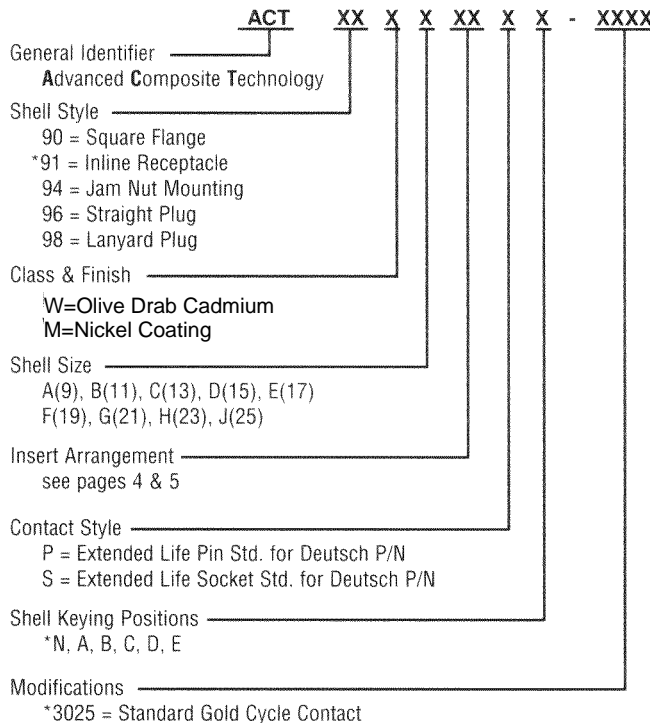 ACT XX X X XX X X - XXXX
General Identifier
Advanced Composite Technology
Shell Style
90 = Square Flange
*91 = Inline Receptacle
94 = Jam Nut Mounting
96 = Straight Plug
98 = Lanyard Plug
Class & Finish
W=Olive Drab Cadmium
M=Nickel Coating
Shell Size
A(9), B(11), C(13), D(15), E(17)
F(19), G(21), H(23), J(25)
Insert Arrangement
see pages 4 & 5
Contact Style
P = Extended Life Pin Std. for Deutsch P/N
S = Extended Life Socket Std. for Deutsch P/N
Shell Keying Positions
*N, A, B, C, D, E
Modifications
*3025 = Standard Gold Cycle Contact